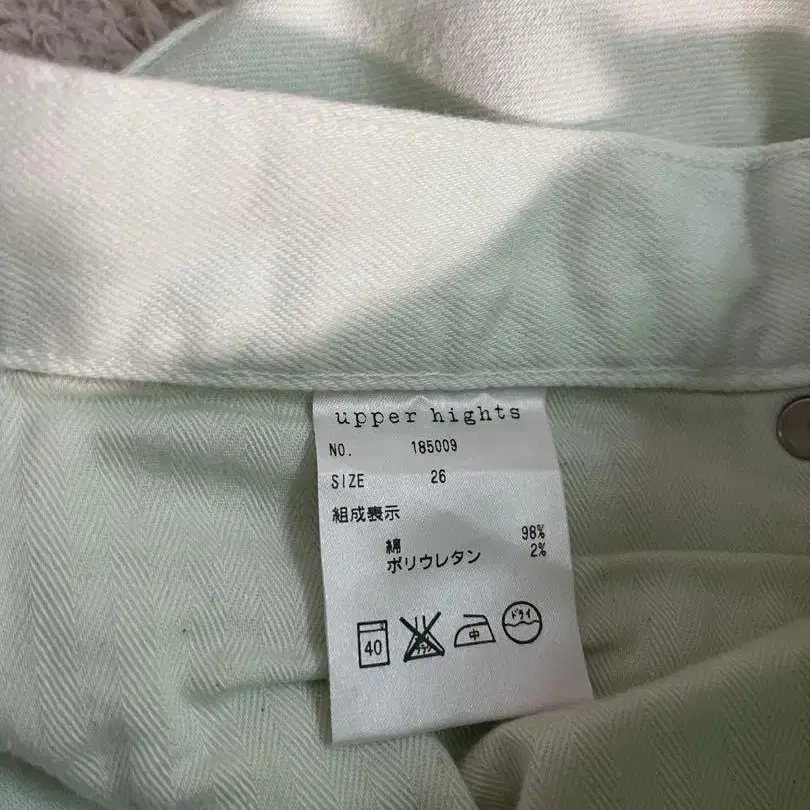 upper hights
NO. 185009
SIZE 26
組成表示
綿 98%
ポリウレタン 2%
40 中 ドライ